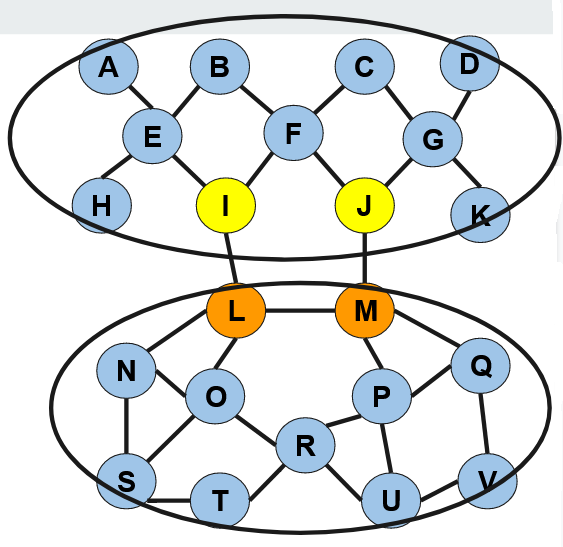 A B C D
E F G
H I J K
L M
N O P Q
R
S T U V